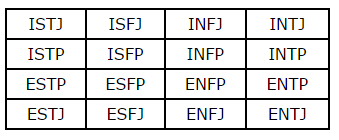 ISTJ ISFJ INFJ INTJ
ISTP ISFP INFP INTP
ESTP ESFP ENFP ENTP
ESTJ ESFJ ENFJ ENTJ